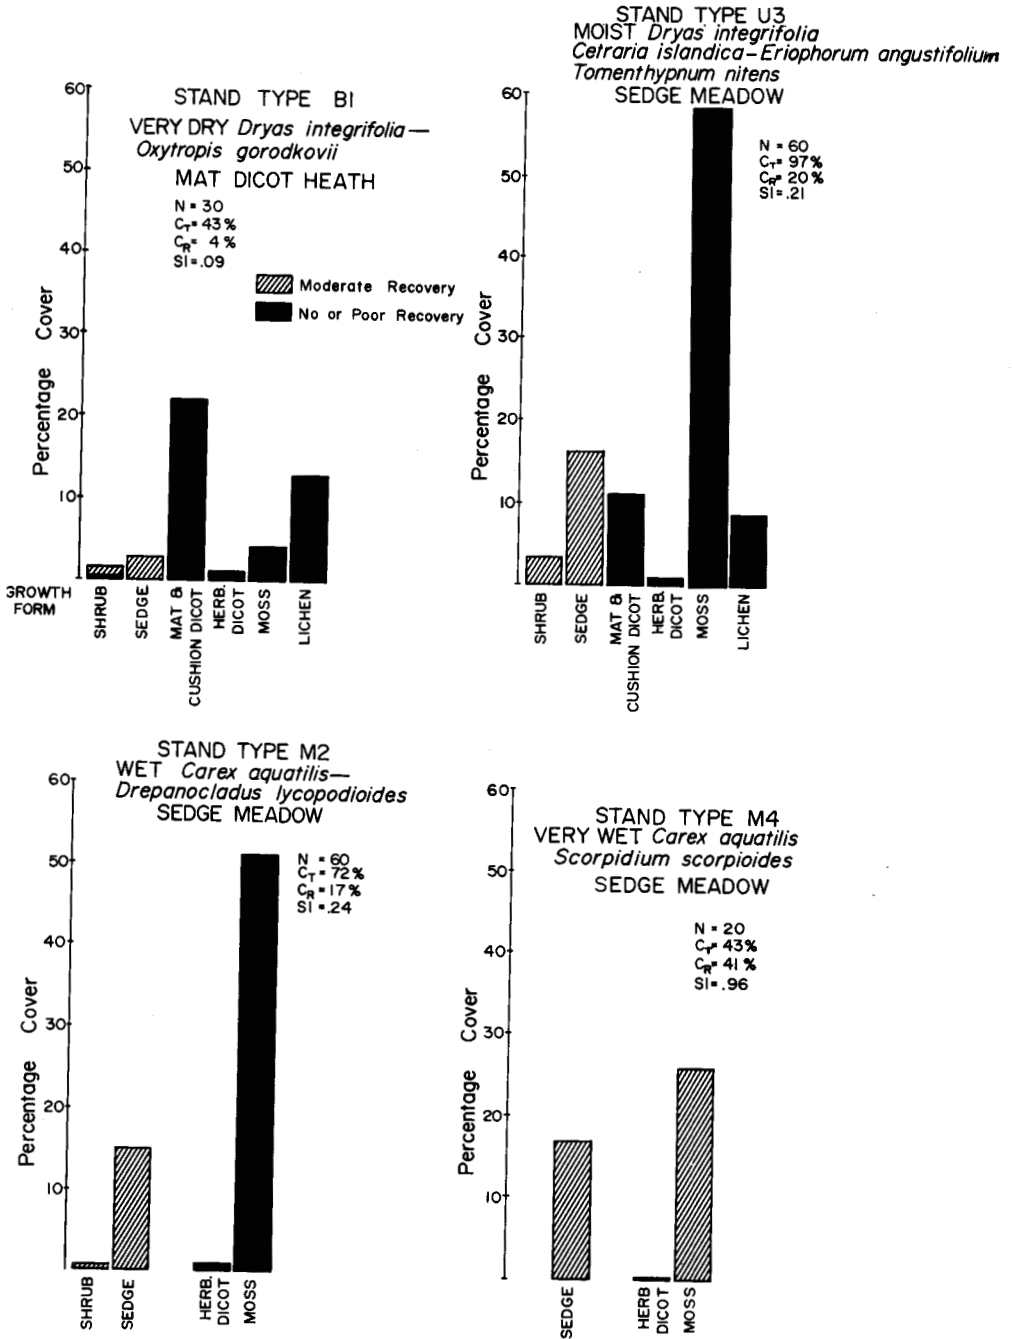 STAND TYPE B1
VERY DRY Dryas integrifolia—
Oxytropis gorodkovii
MAT DICOT HEATH
N = 30
CT= 43%
CR= 4%
SI=.09
Moderate Recovery
No or Poor Recovery
60
50
40
30
20
10
Percentage Cover
GROWTH
FORM
SHRUB
SEDGE
MAT &
CUSHION DICOT
HERB.
DICOT
MOSS
LICHEN
STAND TYPE U3
MOIST Dryas integrifolia
Cetraria islandica—Eriophorum angustifolium
Tomenthypnum nitens
SEDGE MEADOW
N = 60
CT= 97%
CR= 20%
SI=.21
60
50
40
30
20
10
Percentage Cover
SHRUB
SEDGE
MAT &
CUSHION DICOT
HERB.
DICOT
MOSS
LICHEN
STAND TYPE M2
WET Carex aquatilis—
Drepanocladus lycopodioides
SEDGE MEADOW
N = 60
CT= 72%
CR= 17%
SI=.24
60
50
40
30
20
10
Percentage Cover
SHRUB
SEDGE
HERB.
DICOT
MOSS
STAND TYPE M4
VERY WET Carex aquatilis
Scorpidium scorpioides
SEDGE MEADOW
N = 20
CT= 43%
CR= 41%
SI=.96
60
50
40
30
20
10
Percentage Cover
SEDGE
HERB
DICOT
MOSS